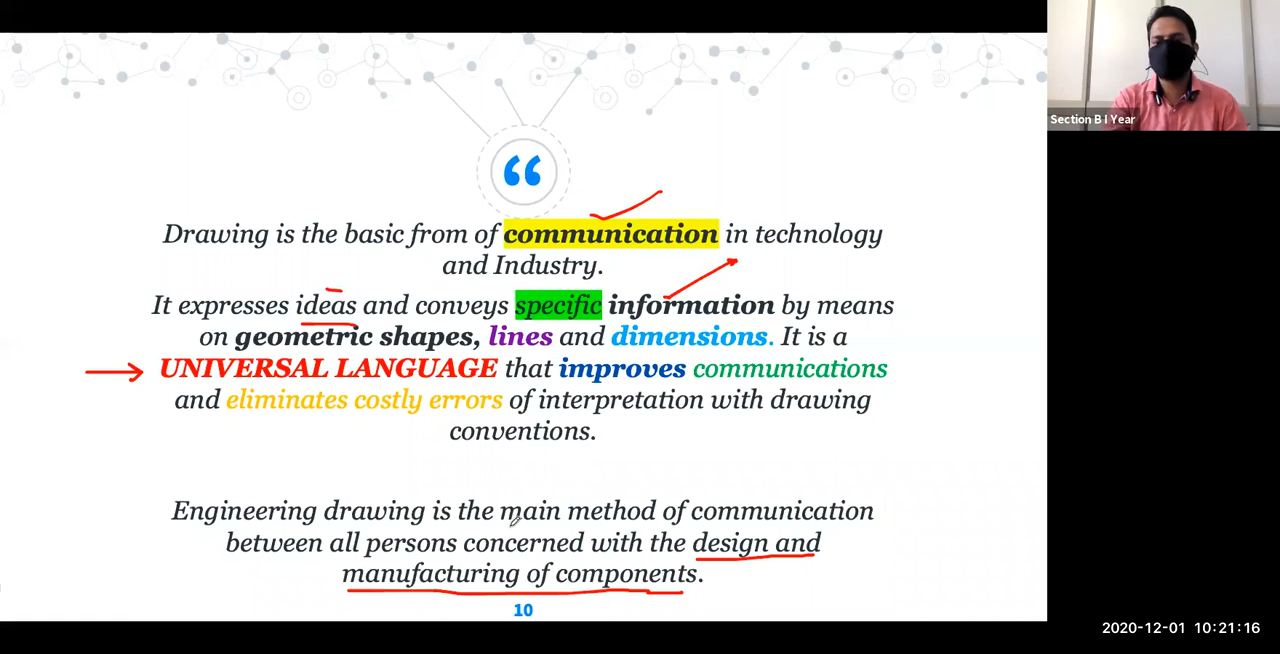 Section B I Year
“
Drawing is the basic from of communication in technology
and Industry.
It expresses ideas and conveys specific information by means
on geometric shapes, lines and dimensions. It is a
UNIVERSAL LANGUAGE that improves communications
and eliminates costly errors of interpretation with drawing
conventions.
Engineering drawing is the main method of communication
between all persons concerned with the design and
manufacturing of components.
10
2020-12-01 10:21:16